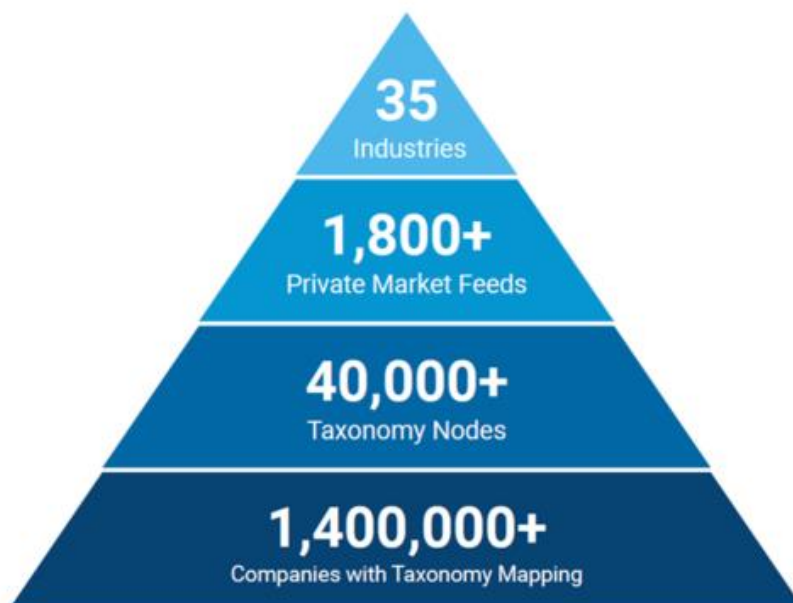 35
Industries
1,800+
Private Market Feeds
40,000+
Taxonomy Nodes
1,400,000+
Companies with Taxonomy Mapping